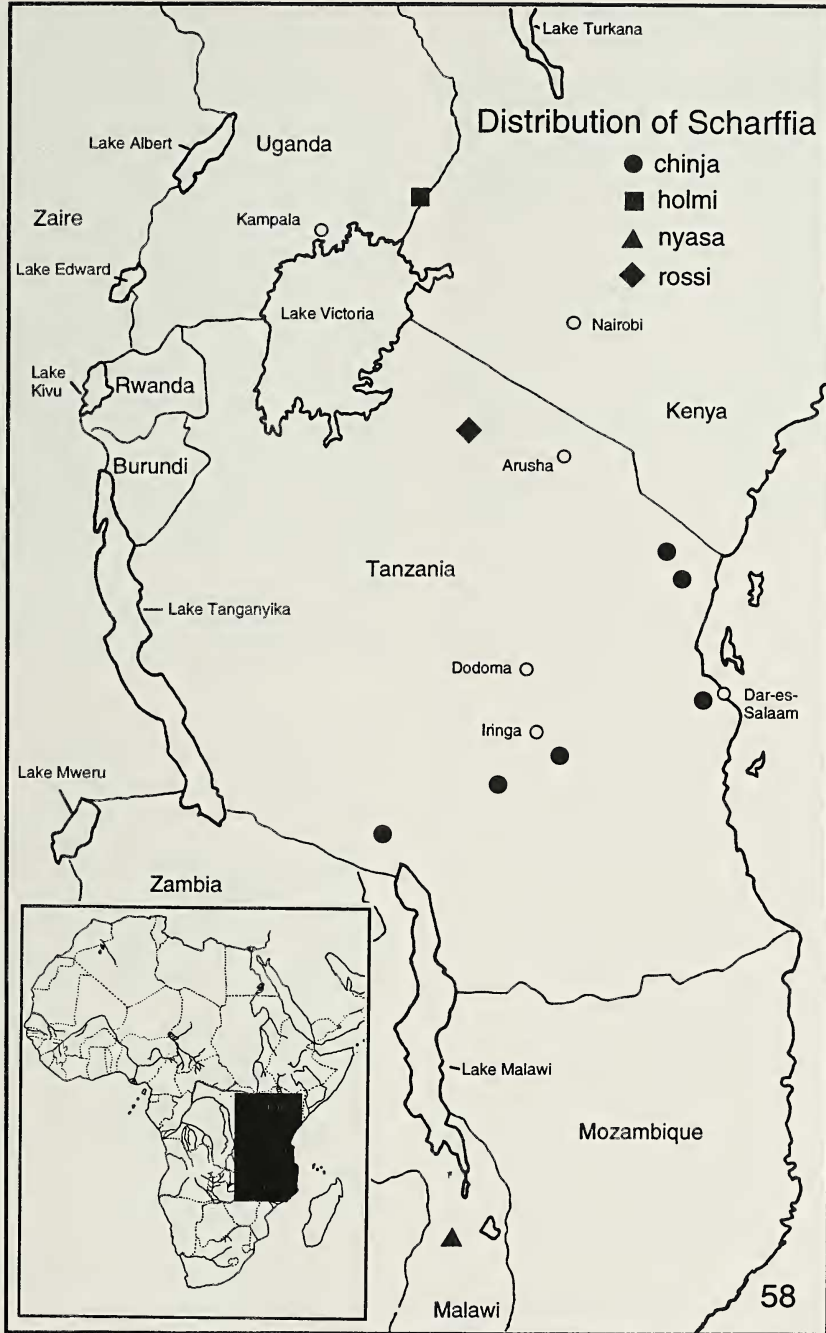 Lake Turkana
Distribution of Scharffia
chinja
holmi
nyasa
rossi
Lake Albert
Uganda
Zaire
Kampala
Lake Edward
Lake Victoria
Nairobi
Lake
Kivu
Rwanda
Kenya
Burundi
Arusha
Tanzania
Lake Tanganyika
Dodoma
Dar-es-
Salaam
Iringa
Lake Mweru
Zambia
Lake Malawi
Mozambique
Malawi
58